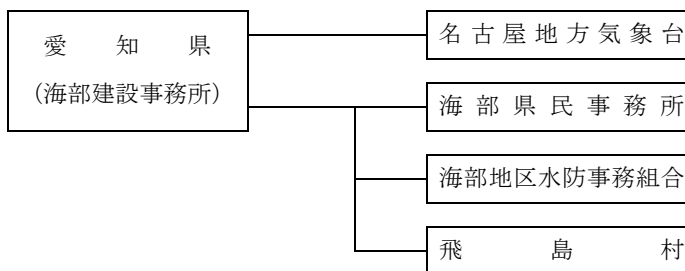 愛知県
(海部建設事務所)
名古屋地方気象台
海部県民事務所
海部地区水防事務組合
飛島村